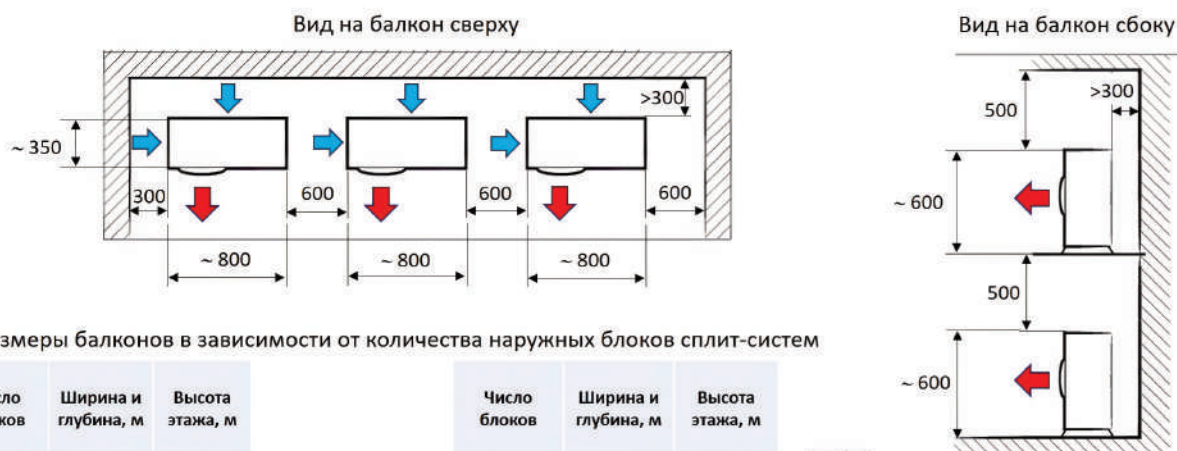 Вид на балкон сверху
>300
~ 350
300
600
600
600
~ 800
~ 800
~ 800
Вид на балкон сбоку
500
>300
~ 600
500
~ 600
змеры балконов в зависимости от количества наружных блоков сплит-систем
Ширина и глубина, м
Высота этажа, м
Число блоков
Ширина и глубина, м
Высота этажа, м